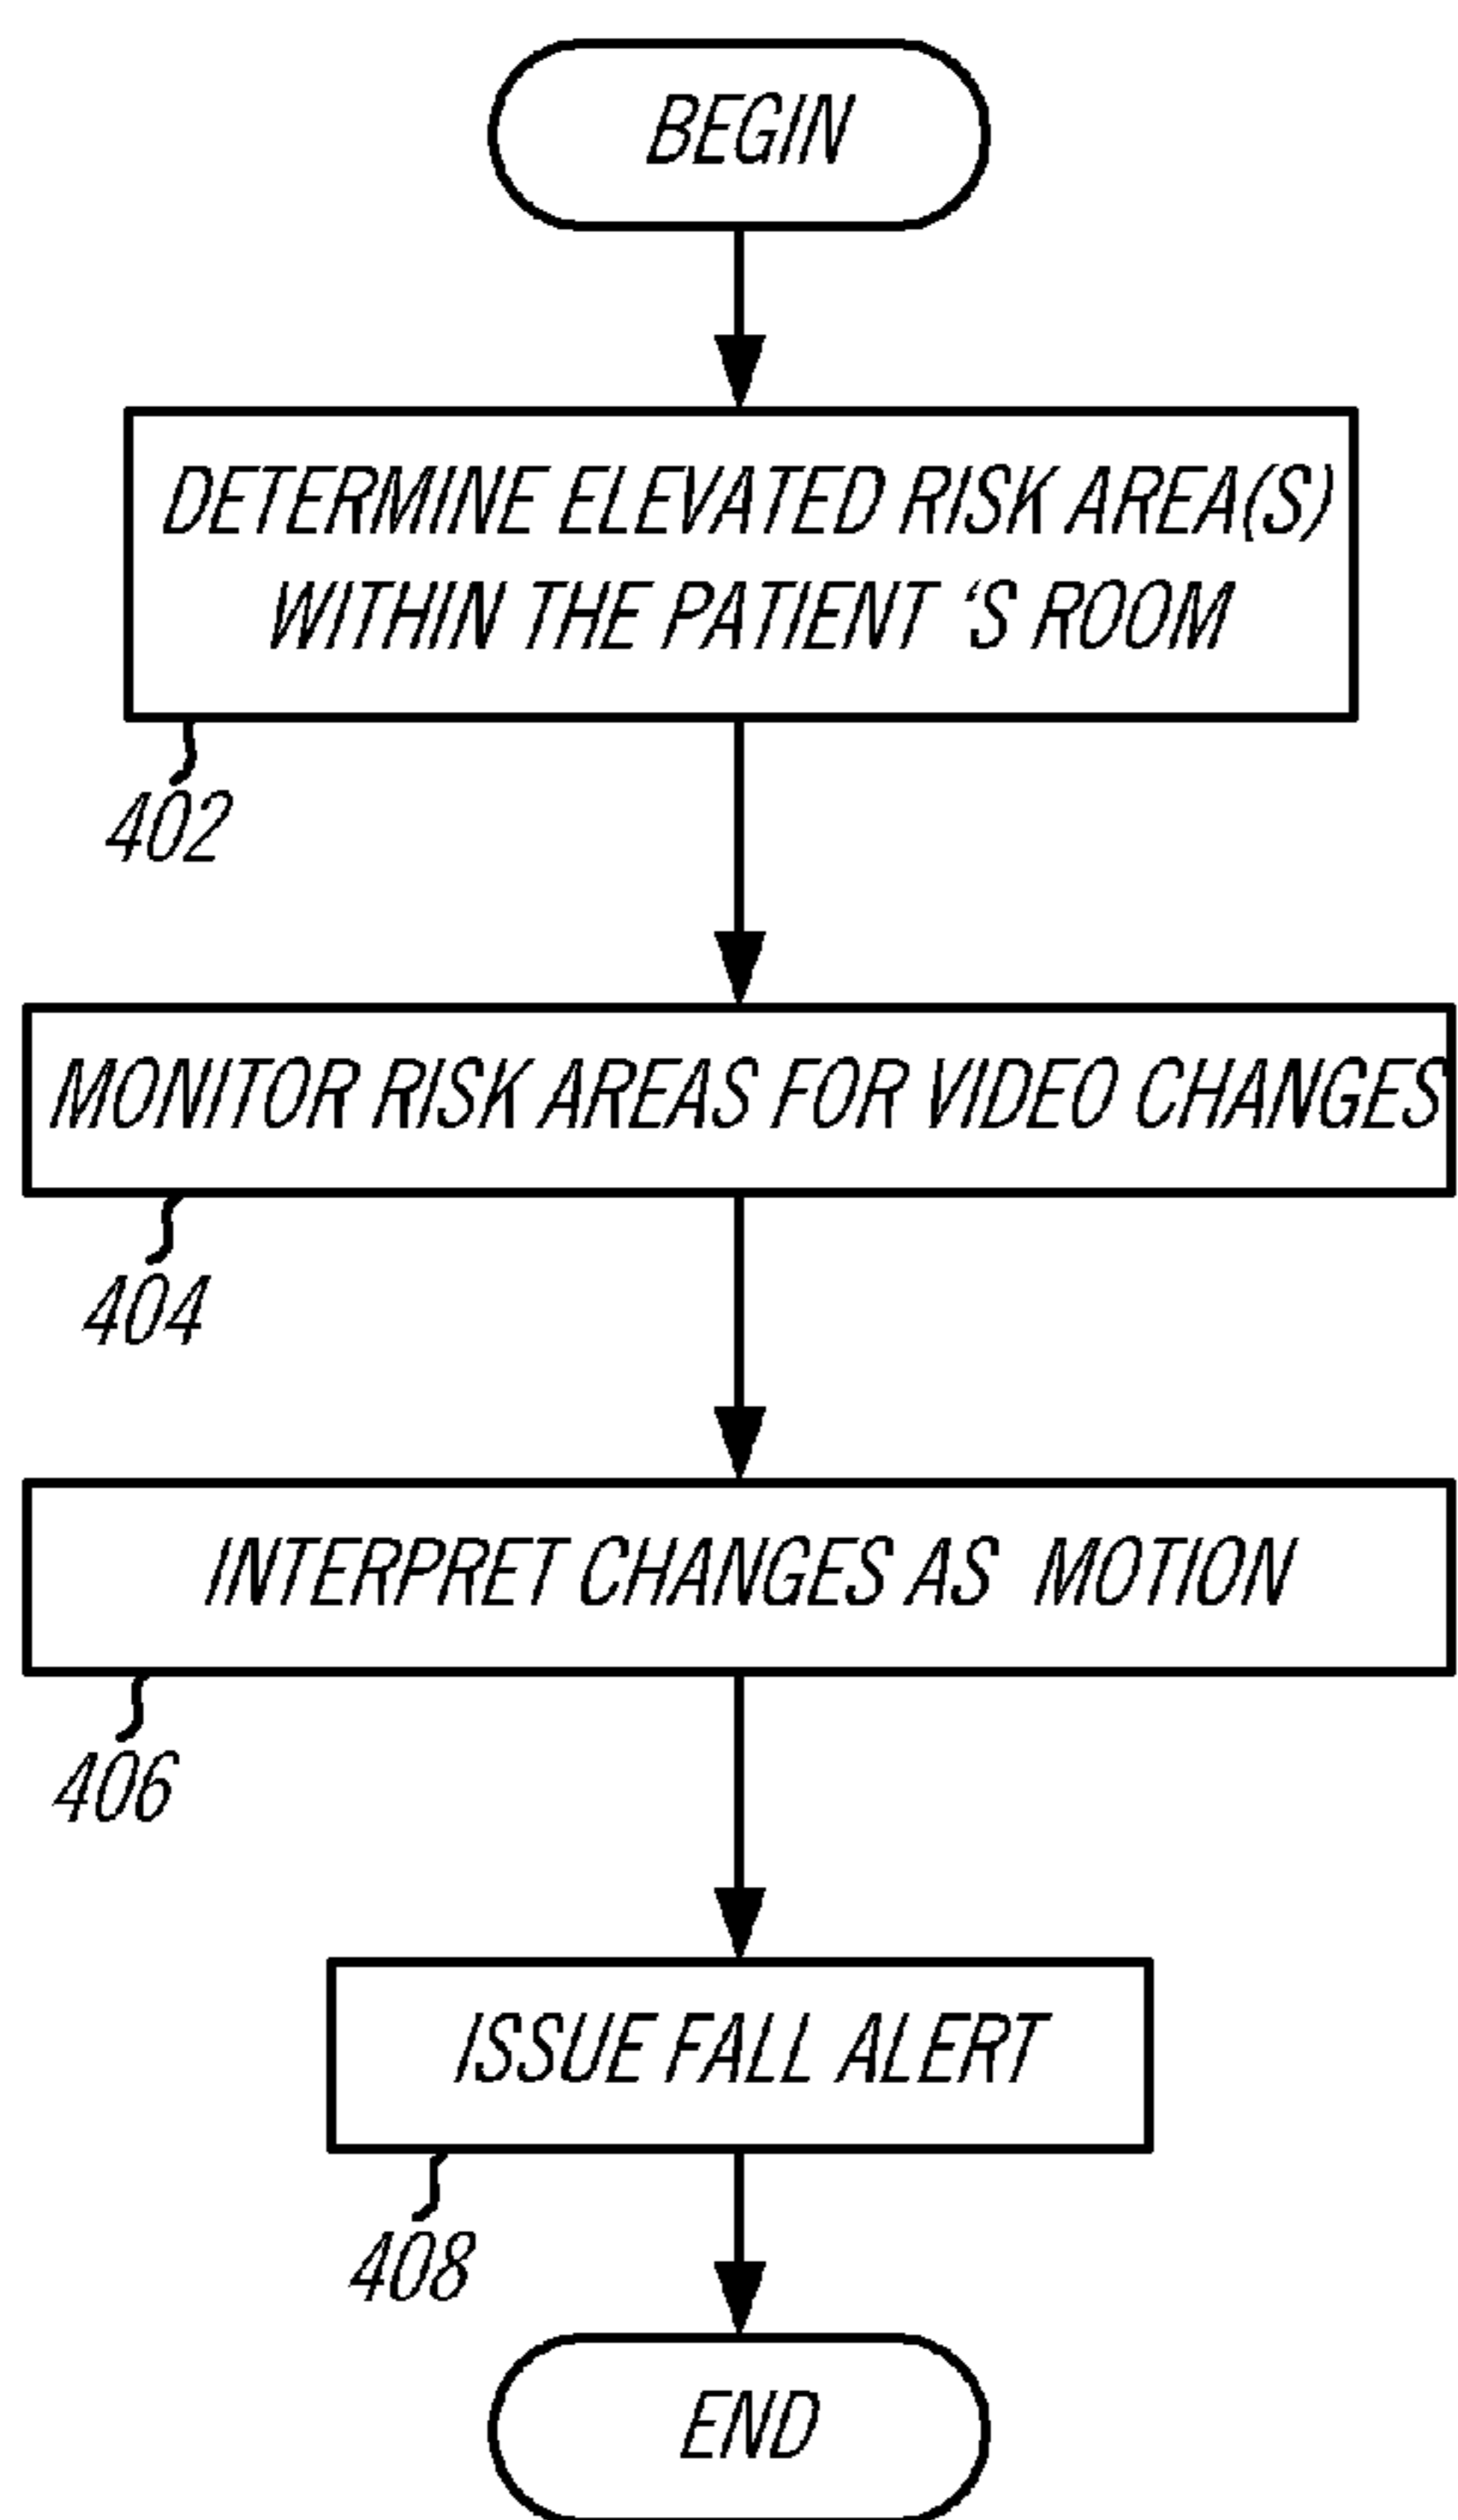 BEGIN
DETERMINE ELEVATED RISK AREA(S)
WITHIN THE PATIENT ‘S ROOM
402
MONITOR RISK AREAS FOR VIDEO CHANGES
404
INTERPRET CHANGES AS MOTION
406
ISSUE FALL ALERT
408
END